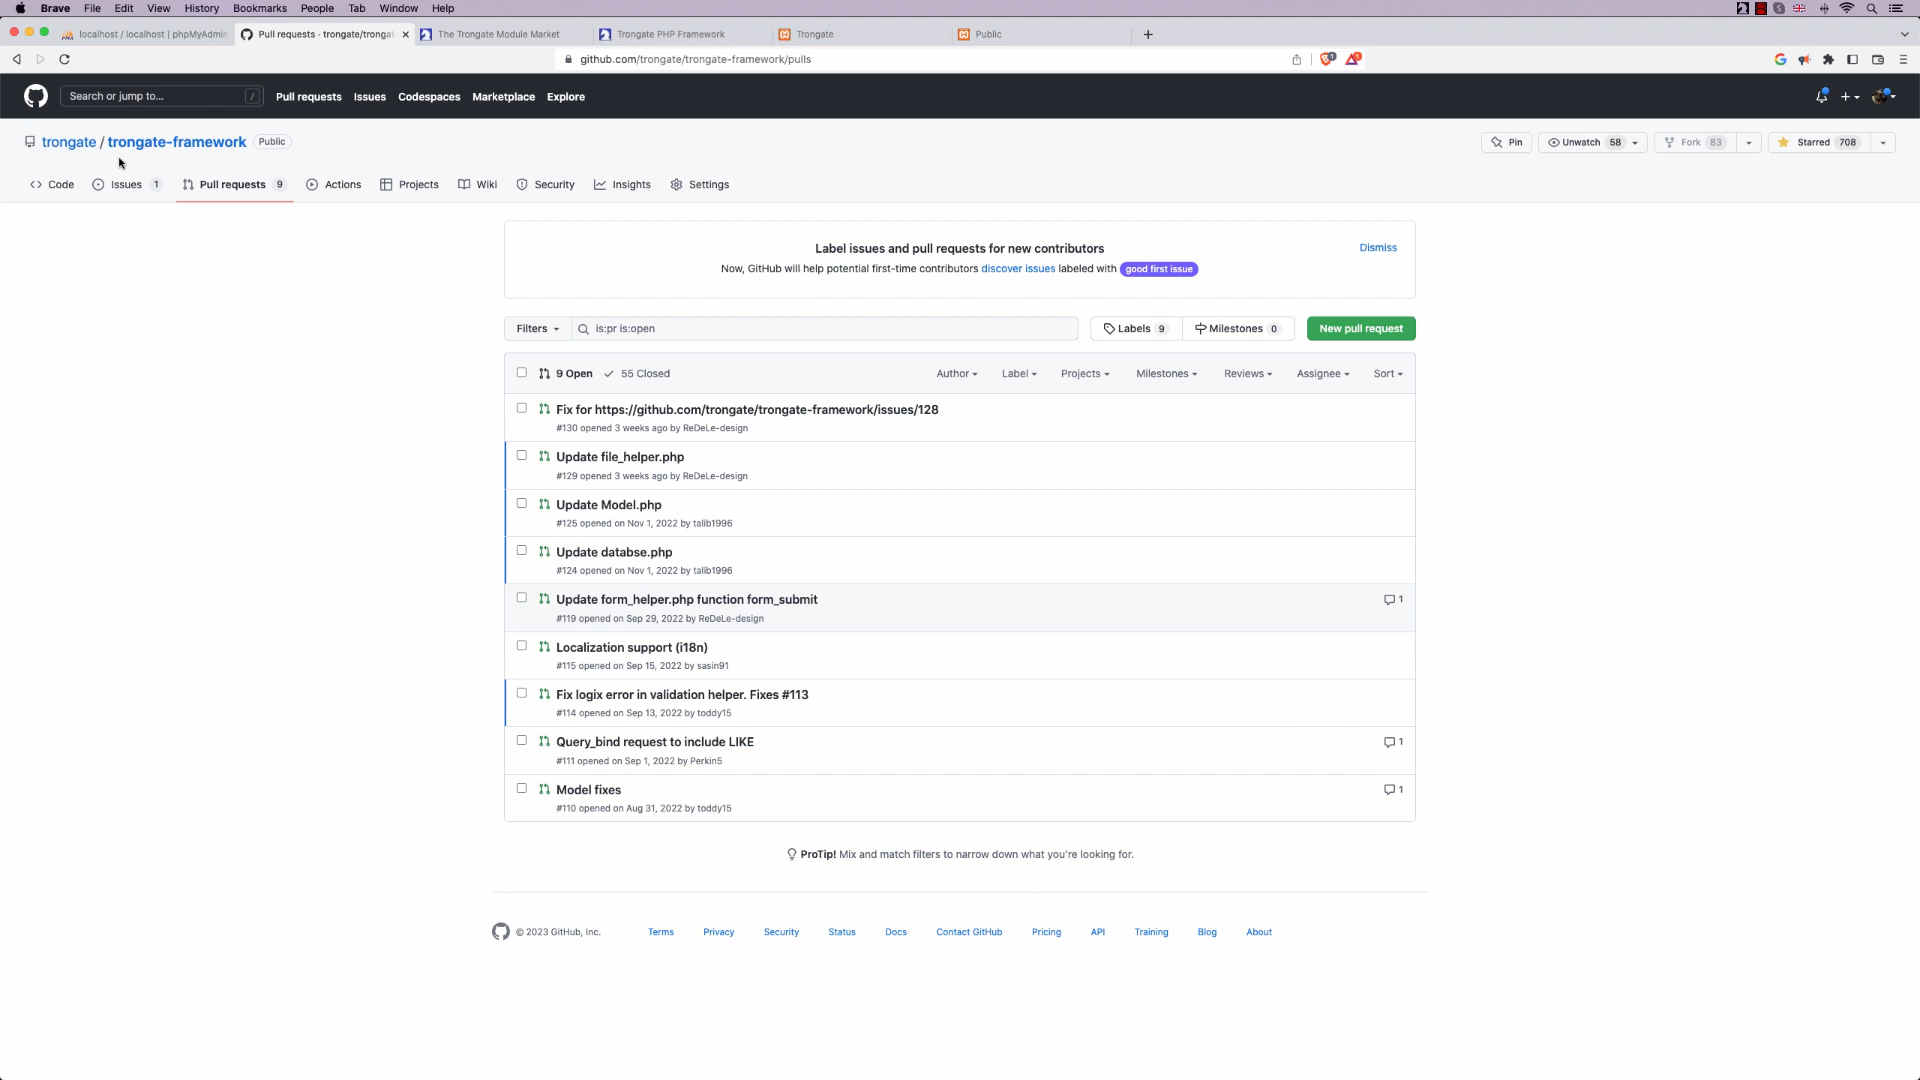 Brave File Edit View History Bookmarks People Tab Window Help
localhost / localhost | phpMyAdmin Pull requests · trongate/trongat The Trongate Module Market Trongate PHP Framework Trongate Public
github.com/trongate/trongate-framework/pulls
Search or jump to... / Pull requests Issues Codespaces Marketplace Explore
trongate / trongate-framework Public Pin Unwatch 58 Fork 83 Starred 708
Code Issues 1 Pull requests 9 Actions Projects Wiki Security Insights Settings
Label issues and pull requests for new contributors Dismiss
Now, GitHub will help potential first-time contributors discover issues labeled with good first issue
Filters is:pr is:open Labels 9 Milestones 0 New pull request
9 Open 55 Closed Author Label Projects Milestones Reviews Assignee Sort
Fix for https://github.com/trongate/trongate-framework/issues/128
#130 opened 3 weeks ago by ReDeLe-design
Update file_helper.php
#129 opened 3 weeks ago by ReDeLe-design
Update Model.php
#125 opened on Nov 1, 2022 by talib1996
Update databse.php
#124 opened on Nov 1, 2022 by talib1996
Update form_helper.php function form_submit 1
#119 opened on Sep 29, 2022 by ReDeLe-design
Localization support (i18n)
#115 opened on Sep 15, 2022 by sasin91
Fix logix error in validation helper. Fixes #113
#114 opened on Sep 13, 2022 by toddy15
Query_bind request to include LIKE 1
#111 opened on Sep 1, 2022 by Perkin5
Model fixes 1
#110 opened on Aug 31, 2022 by toddy15
ProTip! Mix and match filters to narrow down what you're looking for.
© 2023 GitHub, Inc. Terms Privacy Security Status Docs Contact GitHub Pricing API Training Blog About